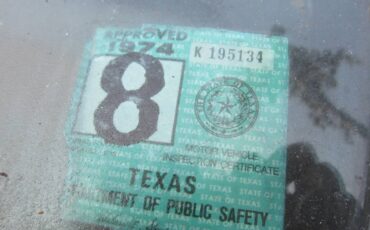 APPROVED
1974
K 195134
8
MOTOR VEHICLE
INSPECTION CERTIFICATE
TEXAS
OF PUBLIC SAFETY